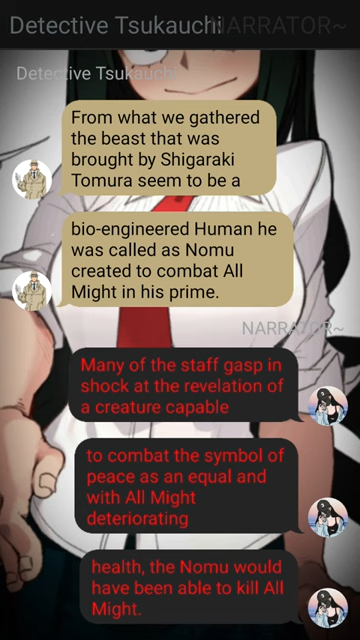 Detective Tsukauchi NARRATOR~
Detective Tsukauchi
From what we gathered
the beast that was
brought by Shigaraki
Tomura seem to be a
bio-engineered Human he
was called as Nomu
created to combat All
Might in his prime.
NARRATOR~
Many of the staff gasp in
shock at the revelation of
a creature capable
to combat the symbol of
peace as an equal and
with All Might
deteriorating
health, the Nomu would
have been able to kill All
Might.